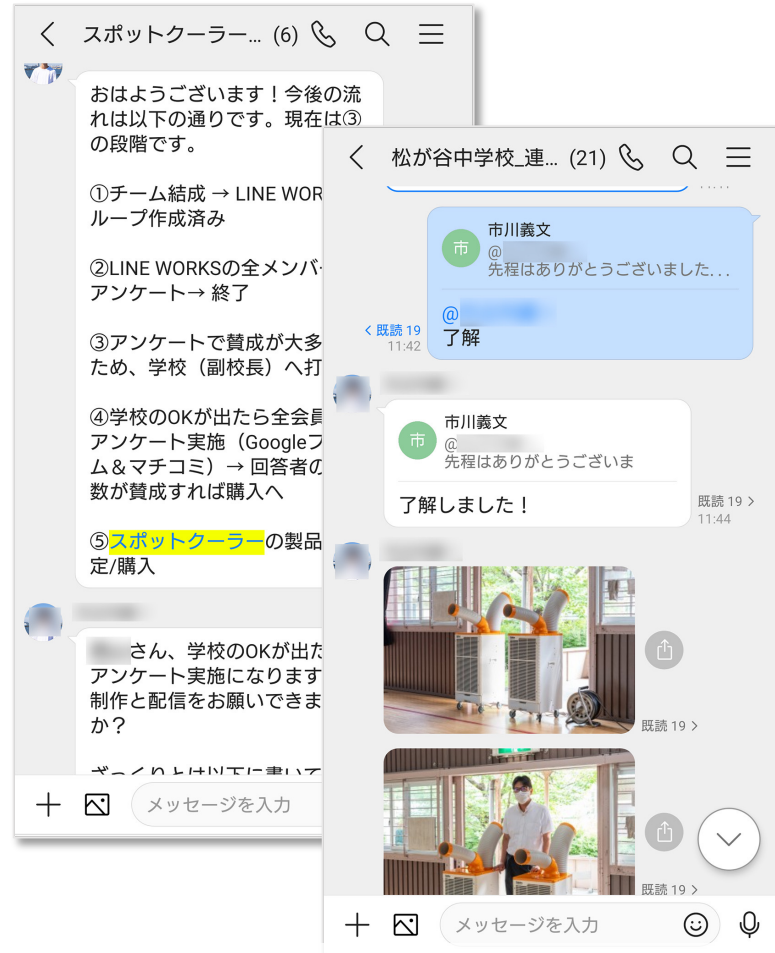 スポットクーラー... (6)
おはようございます！今後の流
れは以下の通りです。現在は③
の段階です。
①チーム結成 → LINE WOR
ループ作成済み
②LINE WORKSの全メンバ
アンケート→ 終了
③アンケートで賛成が大多
ため、学校（副校長）へ打
④学校のOKが出たら全会員
アンケート実施（Googleフ
ム＆マチコミ）→ 回答者の
数が賛成すれば購入へ
⑤スポットクーラーの製品
定/購入
さん、学校のOKが出た
アンケート実施になります
制作と配信をお願いできま
か？
ざっくりとは以下に書いて
メッセージを入力
松が谷中学校_連... (21)
市川義文
@
先程はありがとうございました...
@
了解
既読 19
11:42
市
市川義文
@
先程はありがとうございま
市
了解しました！
既読 19
11:44
既読 19
既読 19
メッセージを入力